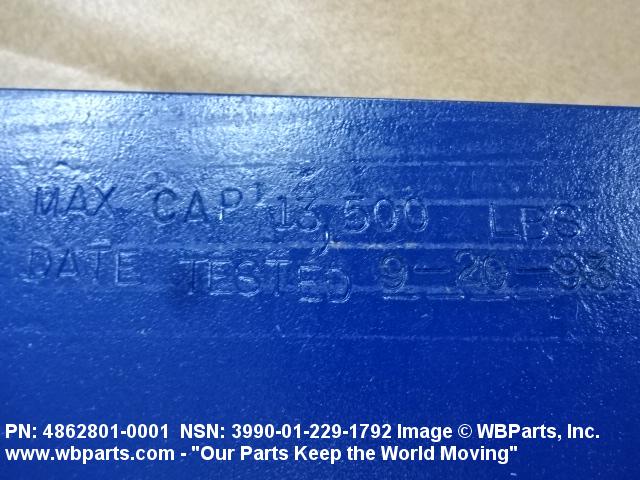 MAX CAP 13,500 LBS
DATE TESTED 9-20-93
PN: 4862801-0001 NSN: 3990-01-229-1792 Image © WBParts, Inc.
www.wbparts.com - "Our Parts Keep the World Moving"